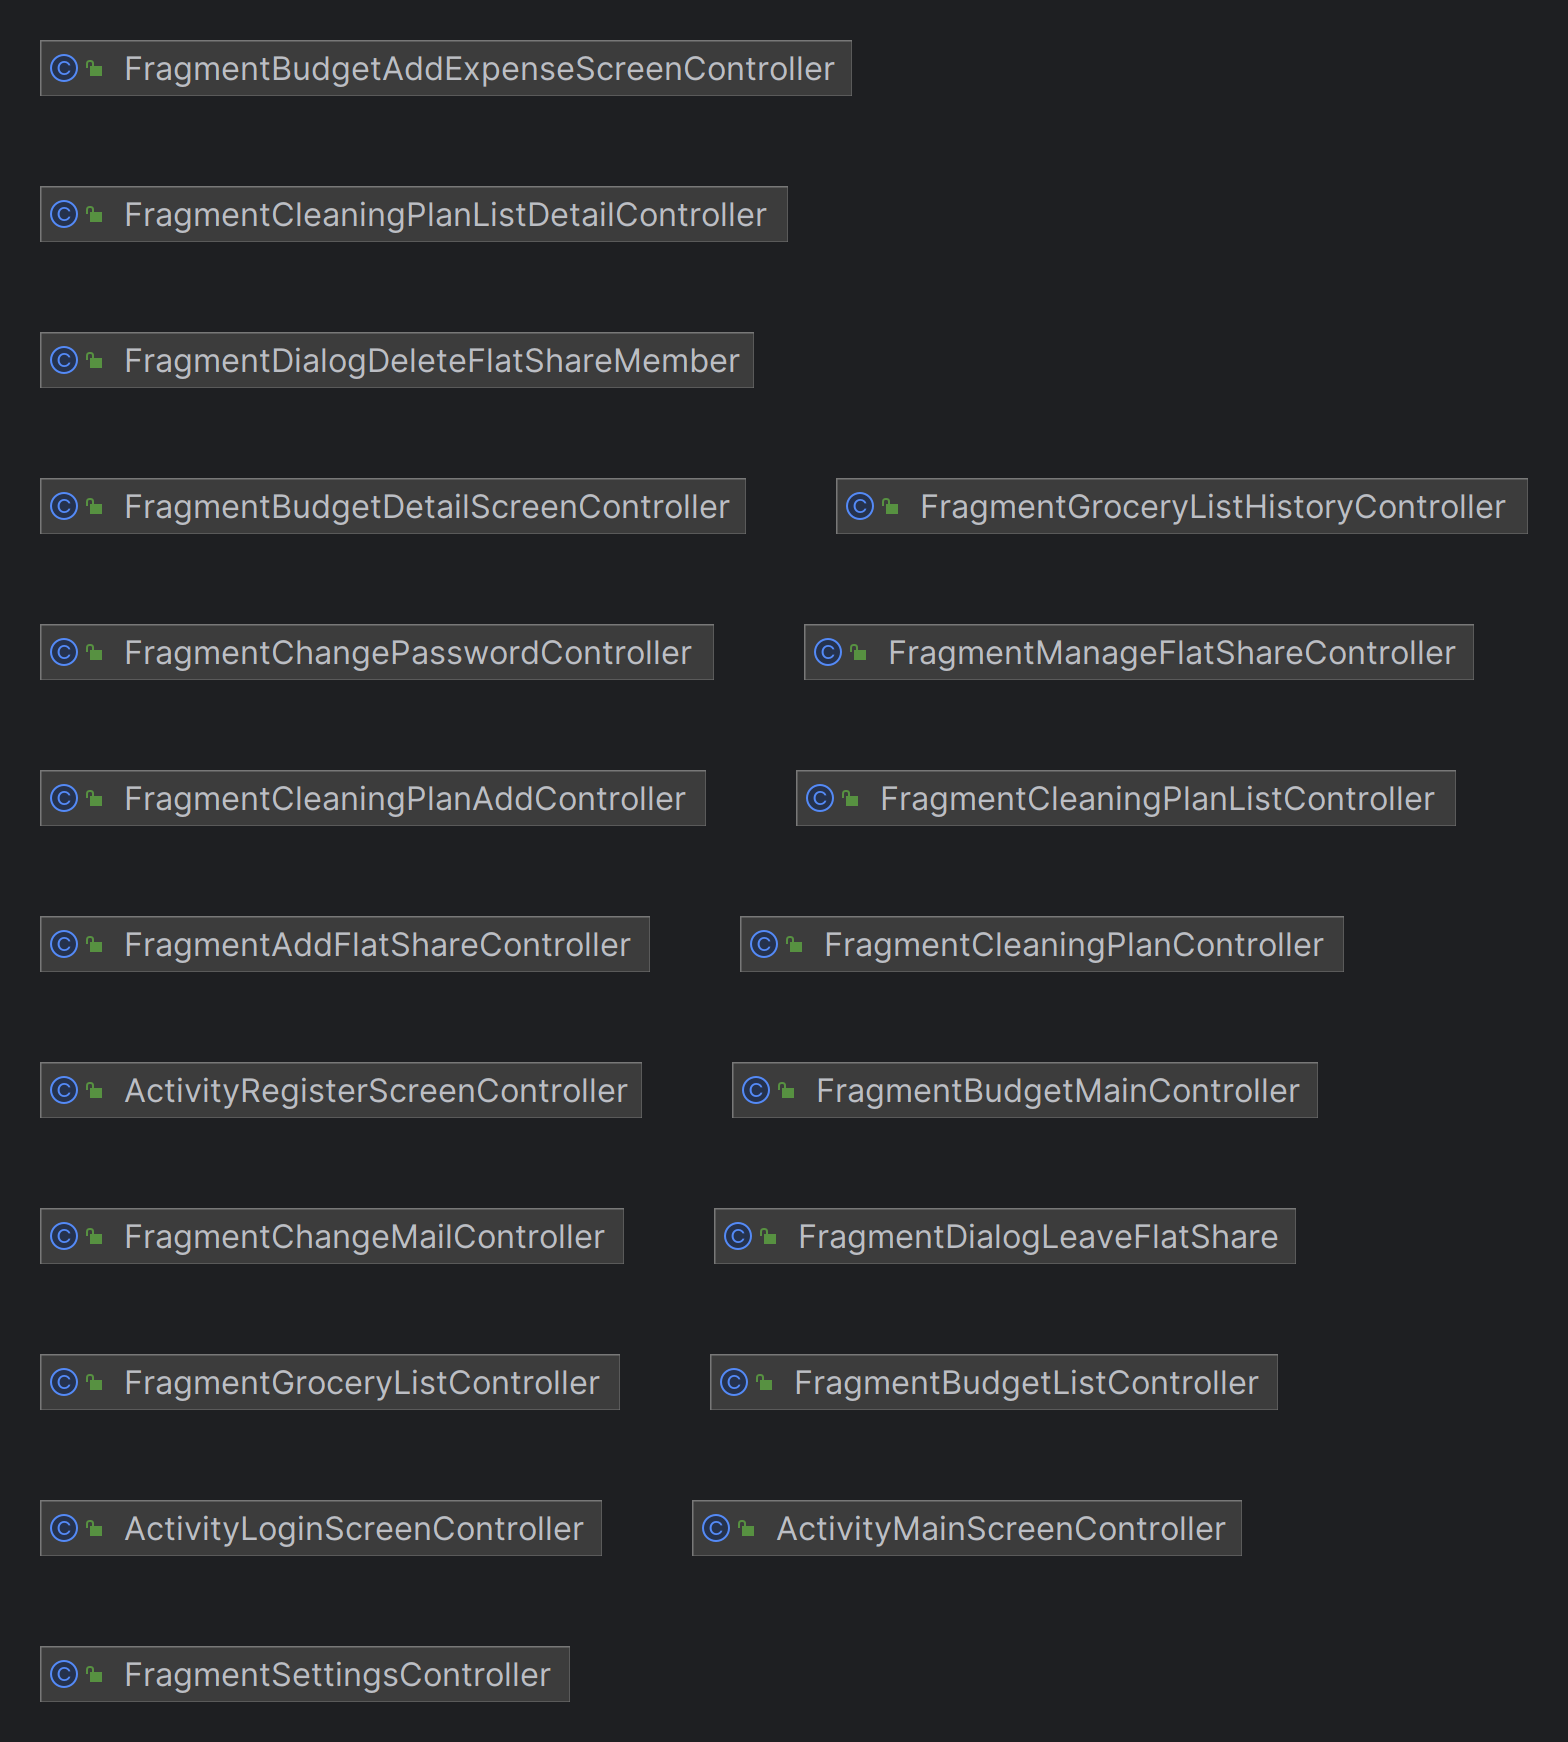 FragmentBudgetAddExpenseScreenController
FragmentCleaningPlanListDetailController
FragmentDialogDeleteFlatShareMember
FragmentBudgetDetailScreenController
FragmentGroceryListHistoryController
FragmentChangePasswordController
FragmentManageFlatShareController
FragmentCleaningPlanAddController
FragmentCleaningPlanListController
FragmentAddFlatShareController
FragmentCleaningPlanController
ActivityRegisterScreenController
FragmentBudgetMainController
FragmentChangeMailController
FragmentDialogLeaveFlatShare
FragmentGroceryListController
FragmentBudgetListController
ActivityLoginScreenController
ActivityMainScreenController
FragmentSettingsController